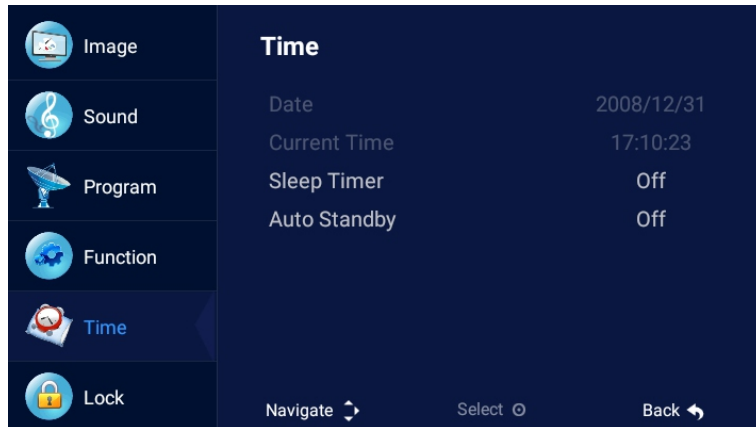 Image
Sound
Program
Function
Time
Lock
Time
Date 2008/12/31
Current Time 17:10:23
Sleep Timer Off
Auto Standby Off
Navigate Select Back